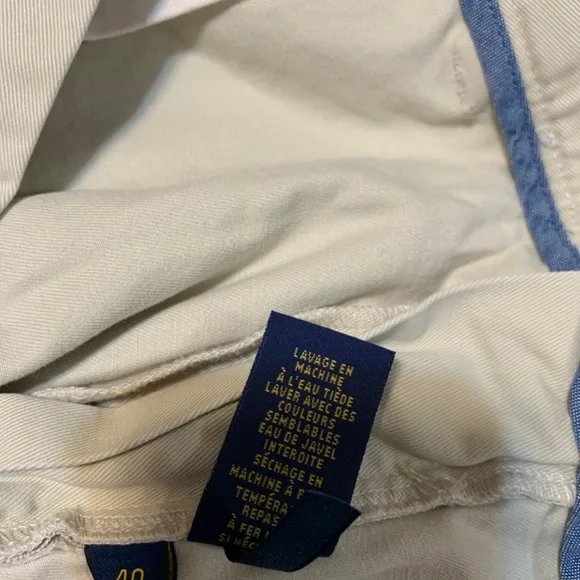 LAVAGE EN
MACHINE
À L'EAU TIÈDE
LAVER AVEC DES
COULEURS
SEMBLABLES
EAU DE JAVEL
INTERDITE
SÉCHAGE EN
MACHINE À
REPAS
À FER
40